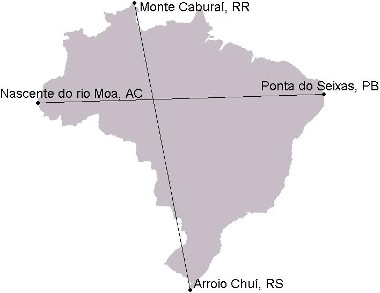 Monte Caburaí, RR
Ponta do Seixas, PB
Nascente do rio Moa, AC
Arroio Chuí, RS